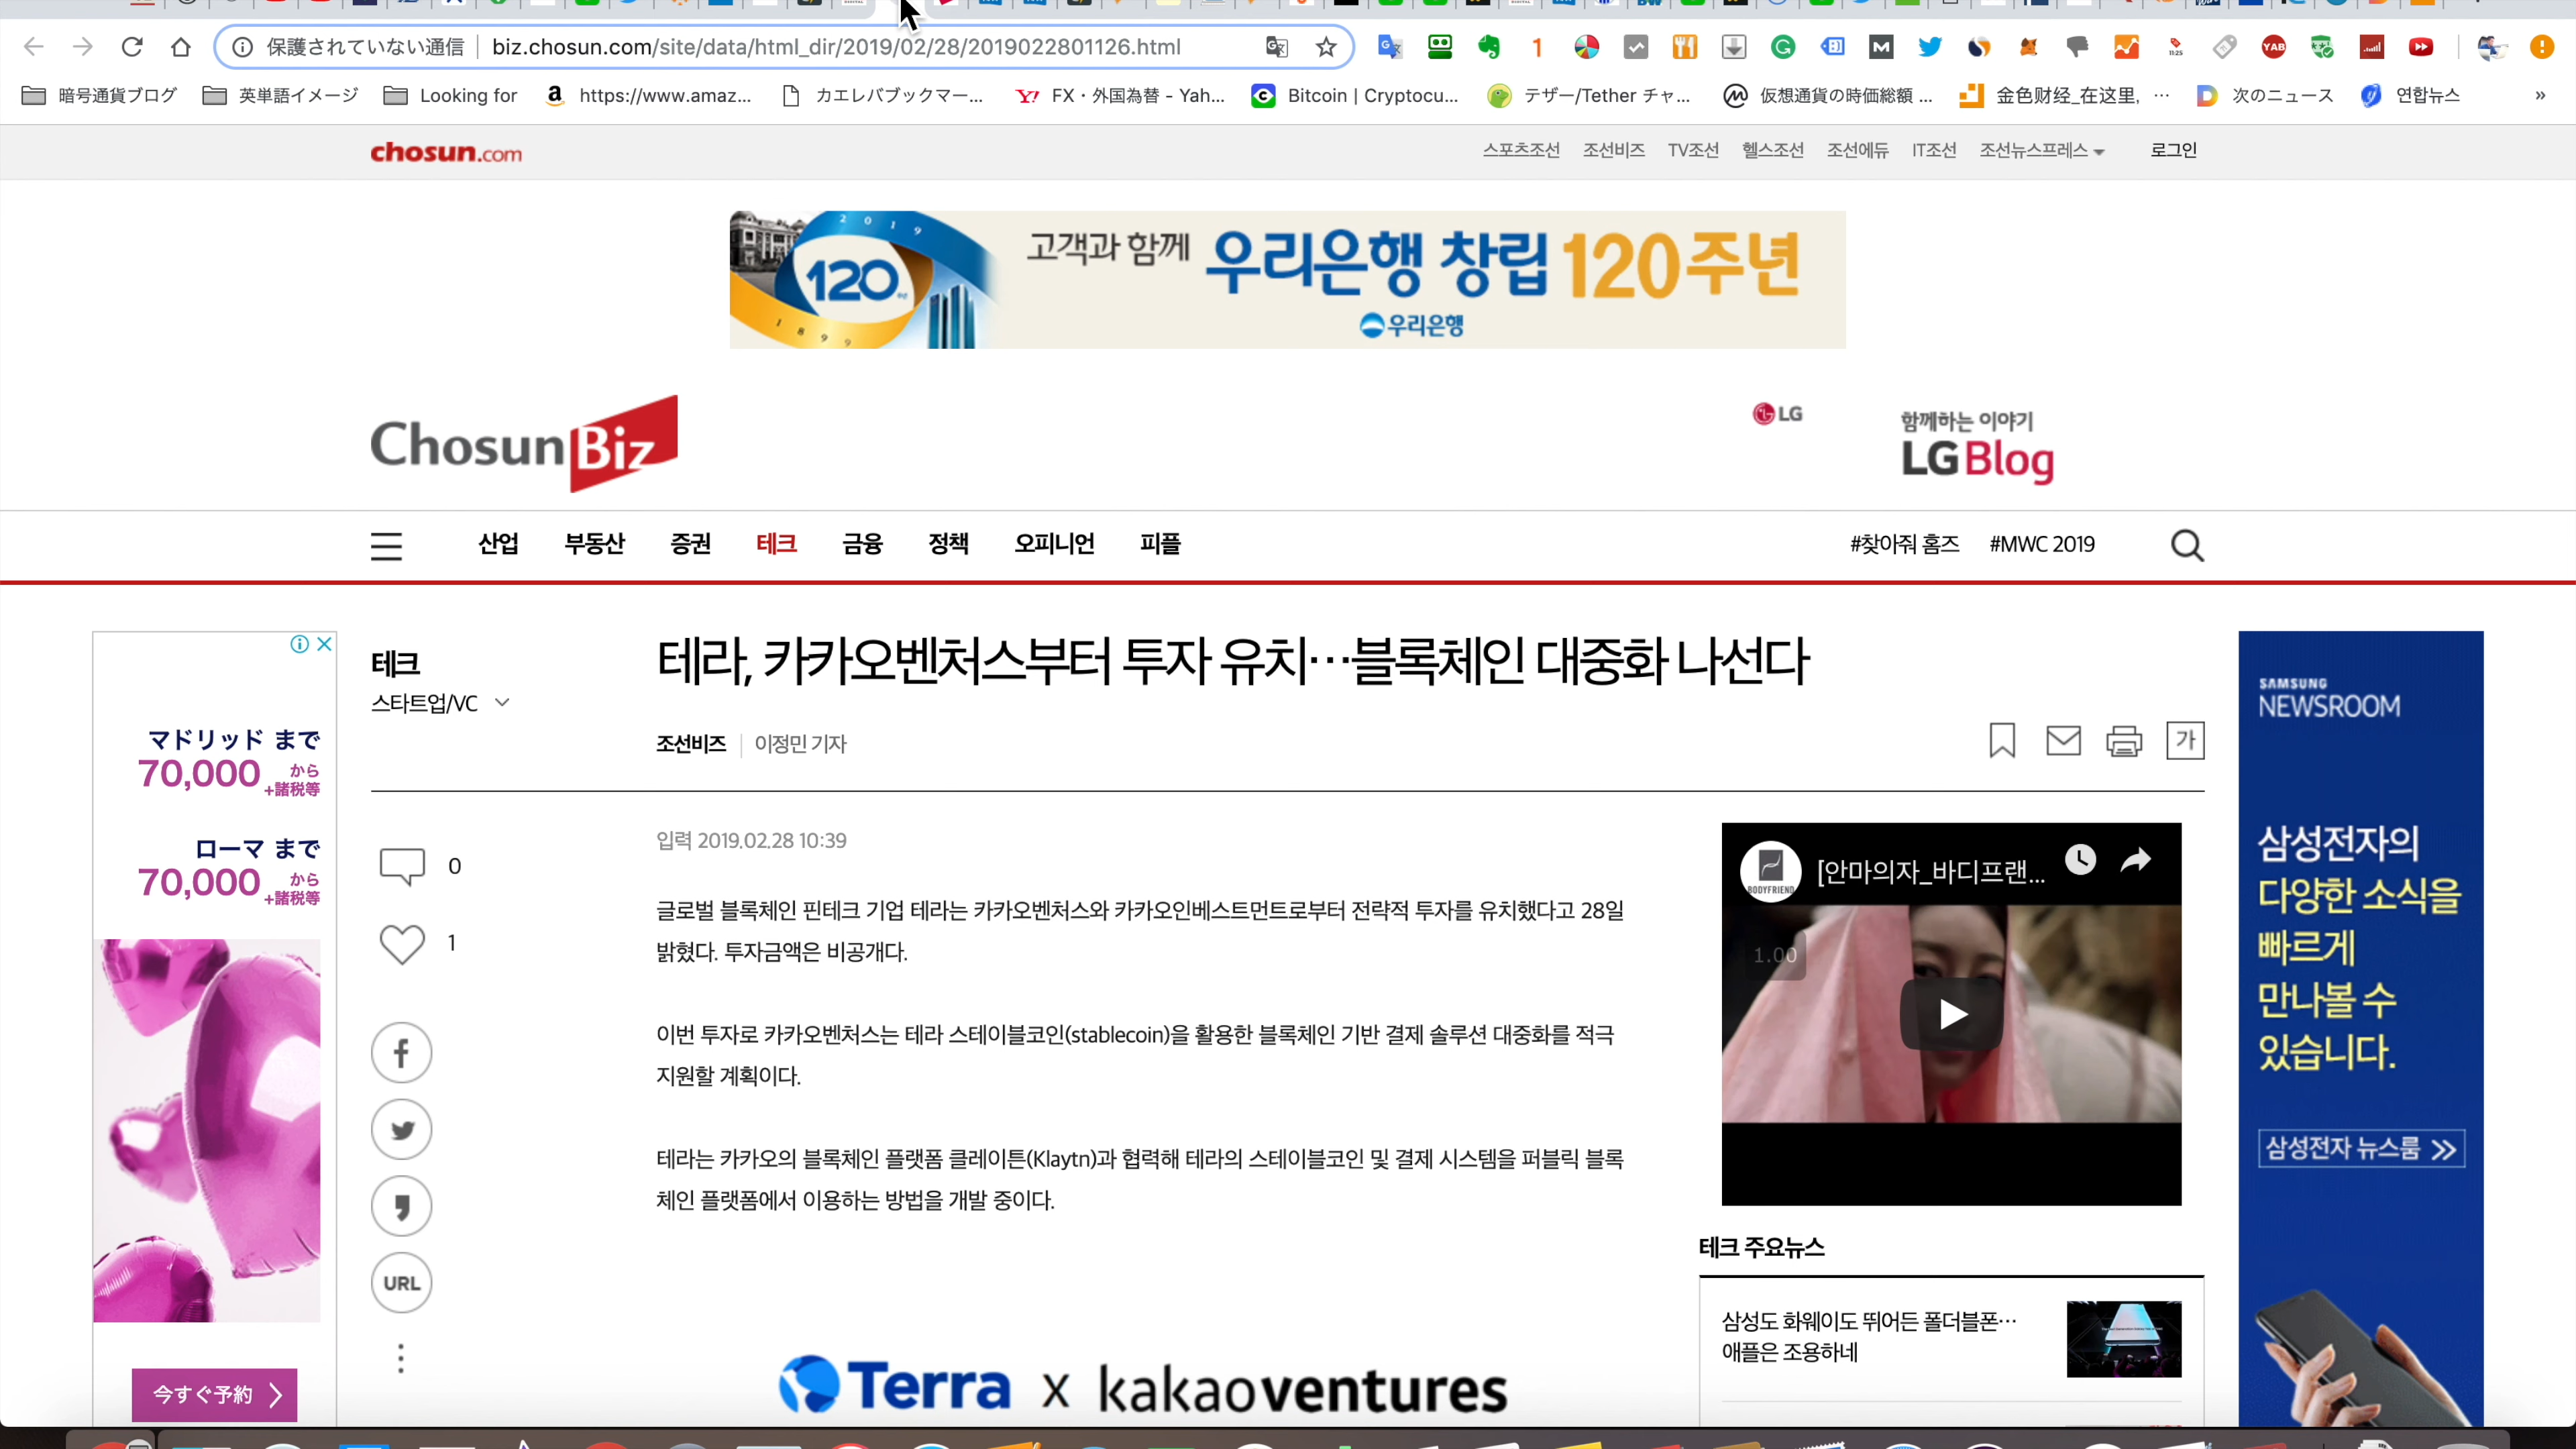 保護されていない通信
biz.chosun.com/site/data/html_dir/2019/02/28/2019022801126.html
暗号通貨ブログ
英単語イメージ
Looking for
https://www.amaz...
カエレバブックマー...
FX・外国為替 - Yah...
Bitcoin | Cryptocu...
テザー/Tether チャ...
仮想通貨の時価総額 ...
金色财经_在这里, ...
次のニュース
연합뉴스
chosun.com
스포츠조선
조선비즈
TV조선
헬스조선
조선에듀
IT조선
조선뉴스프레스
로그인
2019
120
1899
고객과 함께 우리은행 창립 120주년
우리은행
ChosunBiz
LG
함께하는 이야기
LG Blog
산업
부동산
증권
테크
금융
정책
오피니언
피플
#찾아줘 홈즈
#MWC 2019
테크
스타트업/VC
테라, 카카오벤처스부터 투자 유치…블록체인 대중화 나선다
조선비즈
이정민 기자
가
マドリッド まで
70,000 から
+諸税等
ローマ まで
70,000 から
+諸税等
今すぐ予約
0
1
URL
입력 2019.02.28 10:39
글로벌 블록체인 핀테크 기업 테라는 카카오벤처스와 카카오인베스트먼트로부터 전략적 투자를 유치했다고 28일
밝혔다. 투자금액은 비공개다.
이번 투자로 카카오벤처스는 테라 스테이블코인(stablecoin)을 활용한 블록체인 기반 결제 솔루션 대중화를 적극
지원할 계획이다.
테라는 카카오의 블록체인 플랫폼 클레이튼(Klaytn)과 협력해 테라의 스테이블코인 및 결제 시스템을 퍼블릭 블록
체인 플랫폼에서 이용하는 방법을 개발 중이다.
Terra x kakaoventures
BODYFRIEND
[안마의자_바디프랜...
1.00
테크 주요뉴스
삼성도 화웨이도 뛰어든 폴더블폰…
애플은 조용하네
SAMSUNG
NEWSROOM
삼성전자의
다양한 소식을
빠르게
만나볼 수
있습니다.
삼성전자 뉴스룸